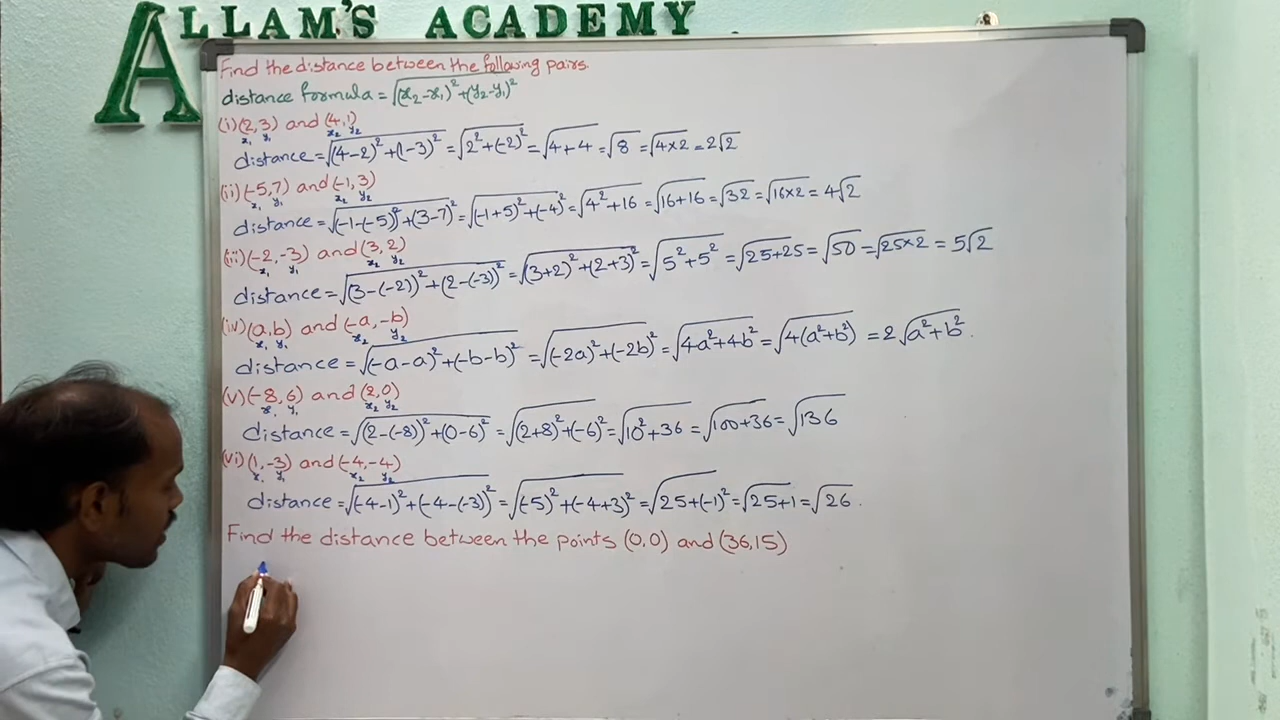 ALLAM'S ACADEMY
Find the distance between the following pairs.
distance formula = √(x₂-x₁)²+(y₂-y₁)²
(i) (2,3) and (4,1)
x₁ y₁ x₂ y₂
distance = √(4-2)²+(1-3)² = √2²+(-2)² = √4+4 = √8 = √4×2 = 2√2
(ii) (-5,7) and (-1,3)
x₁ y₁ x₂ y₂
distance = √(-1-(-5))²+(3-7)² = √(-1+5)²+(-4)² = √4²+16 = √16+16 = √32 = √16×2 = 4√2
(iii) (-2,-3) and (3,2)
x₁ y₁ x₂ y₂
distance = √(3-(-2))²+(2-(-3))² = √(3+2)²+(2+3)² = √5²+5² = √25+25 = √50 = √25×2 = 5√2
(iv) (a,b) and (-a,-b)
x₁ y₁ x₂ y₂
distance = √(-a-a)²+(-b-b)² = √(-2a)²+(-2b)² = √4a²+4b² = √4(a²+b²) = 2√a²+b².
(v) (-8,6) and (2,0)
x₁ y₁ x₂ y₂
distance = √(2-(-8))²+(0-6)² = √(2+8)²+(-6)² = √10²+36 = √100+36 = √136
(vi) (1,-3) and (-4,-4)
x₁ y₁ x₂ y₂
distance = √(-4-1)²+(-4-(-3))² = √(-5)²+(-4+3)² = √25+(-1)² = √25+1 = √26.
Find the distance between the points (0,0) and (36,15)